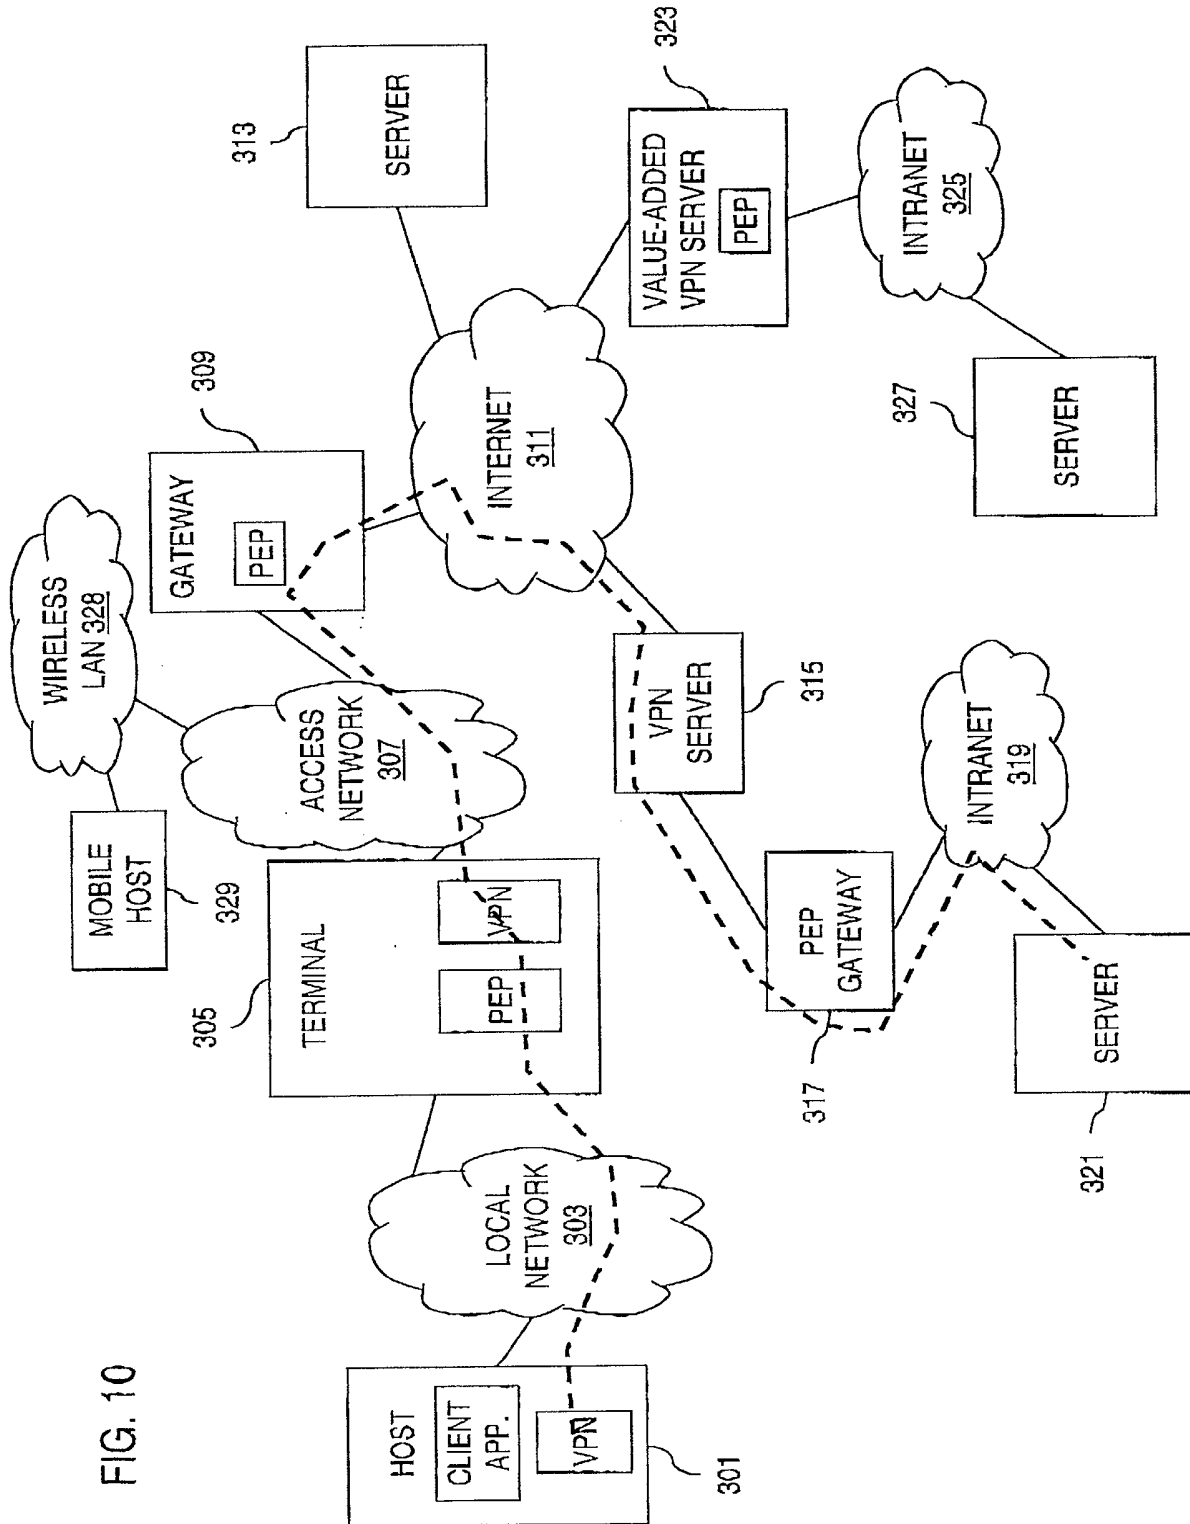 FIG. 10
HOST
CLIENT
APP.
VPN
301
LOCAL
NETWORK
303
305
TERMINAL
PEP
VPN
MOBILE
HOST
329
WIRELESS
LAN 328
ACCESS
NETWORK
307
GATEWAY
PEP
309
INTERNET
311
313
SERVER
323
VALUE-ADDED
VPN SERVER
PEP
INTRANET
325
327
SERVER
VPN
SERVER
315
PEP
GATEWAY
317
INTRANET
319
SERVER
321